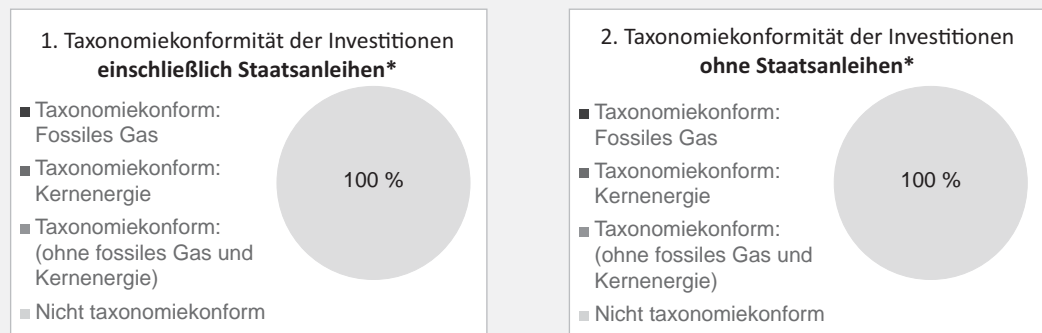 1. Taxonomiekonformität der Investitionen
einschließlich Staatsanleihen*
Taxonomiekonform:
Fossiles Gas
Taxonomiekonform:
Kernenergie
Taxonomiekonform:
(ohne fossiles Gas und
Kernenergie)
Nicht taxonomiekonform
100 %
2. Taxonomiekonformität der Investitionen
ohne Staatsanleihen*
Taxonomiekonform:
Fossiles Gas
Taxonomiekonform:
Kernenergie
Taxonomiekonform:
(ohne fossiles Gas und
Kernenergie)
Nicht taxonomiekonform
100 %